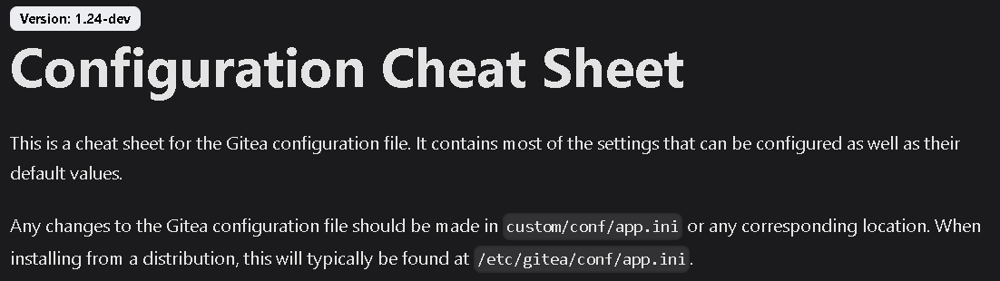 Version: 1.24-dev
Configuration Cheat Sheet
This is a cheat sheet for the Gitea configuration file. It contains most of the settings that can be configured as well as their
default values.
Any changes to the Gitea configuration file should be made in custom/conf/app.ini or any corresponding location. When
installing from a distribution, this will typically be found at /etc/gitea/conf/app.ini.